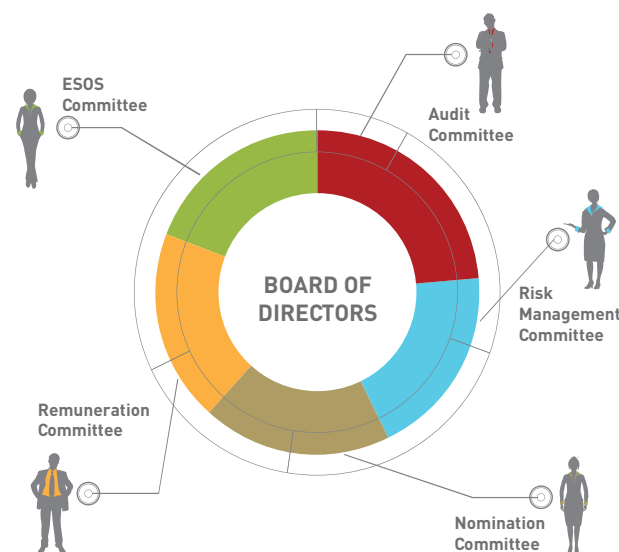 ESOS
Committee
Audit
Committee
BOARD OF
DIRECTORS
Risk
Management
Committee
Remuneration
Committee
Nomination
Committee